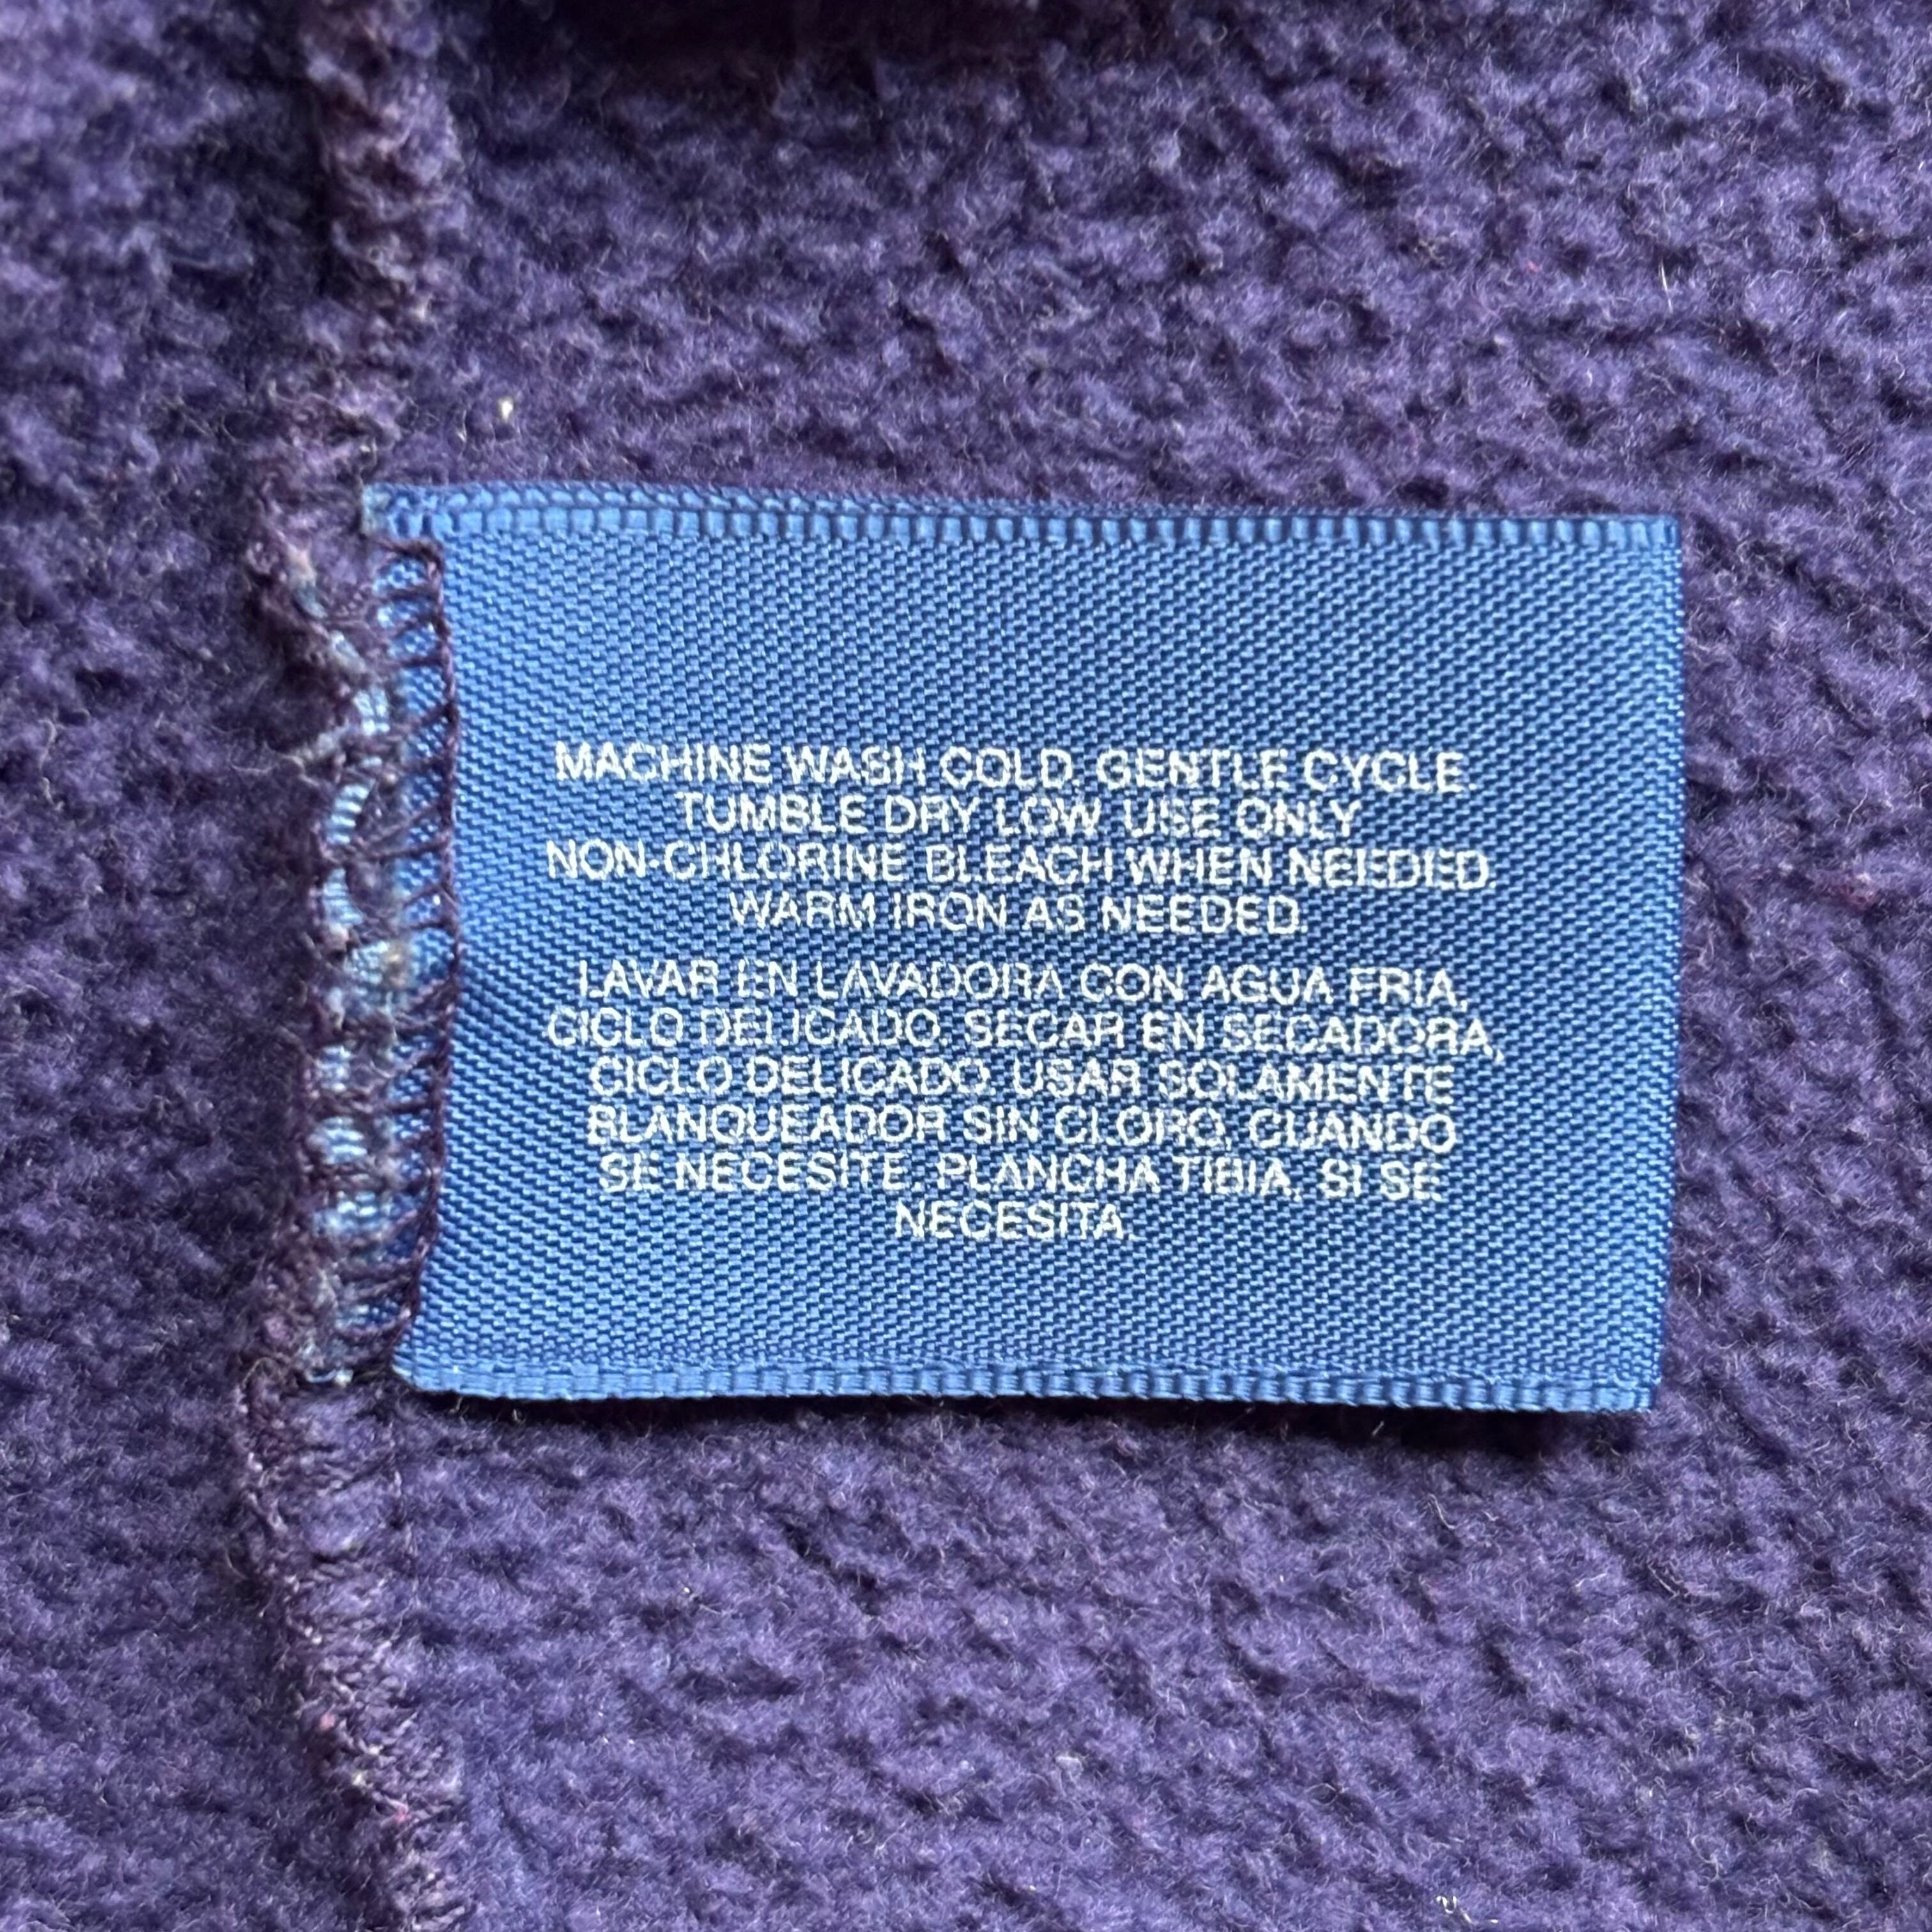 MACHINE WASH COLD, GENTLE CYCLE.
TUMBLE DRY LOW. USE ONLY
NON-CHLORINE BLEACH WHEN NEEDED.
WARM IRON AS NEEDED.
LAVAR EN LAVADORA CON AGUA FRIA,
CICLO DELICADO. SECAR EN SECADORA,
CICLO DELICADO. USAR SOLAMENTE
BLANQUEADOR SIN CLORO, CUANDO
SE NECESITE. PLANCHA TIBIA, SI SE
NECESITA.